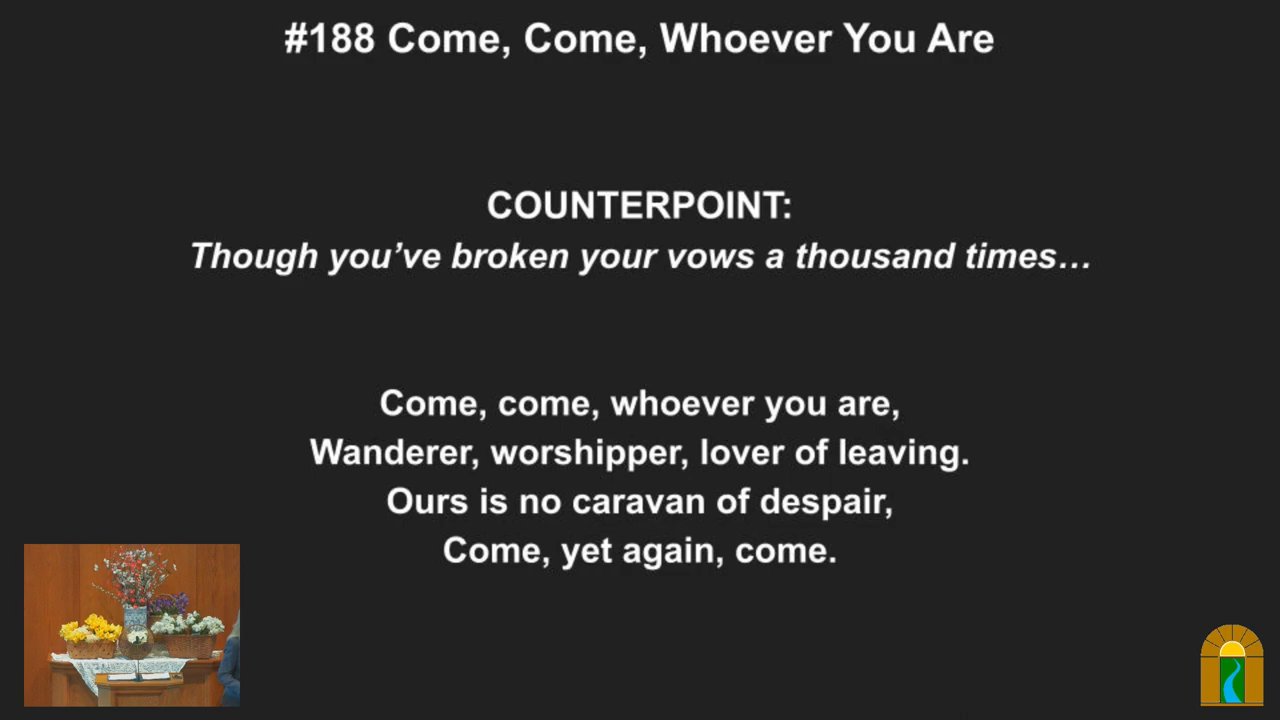 #188 Come, Come, Whoever You Are
COUNTERPOINT:
Though you’ve broken your vows a thousand times…
Come, come, whoever you are,
Wanderer, worshipper, lover of leaving.
Ours is no caravan of despair,
Come, yet again, come.